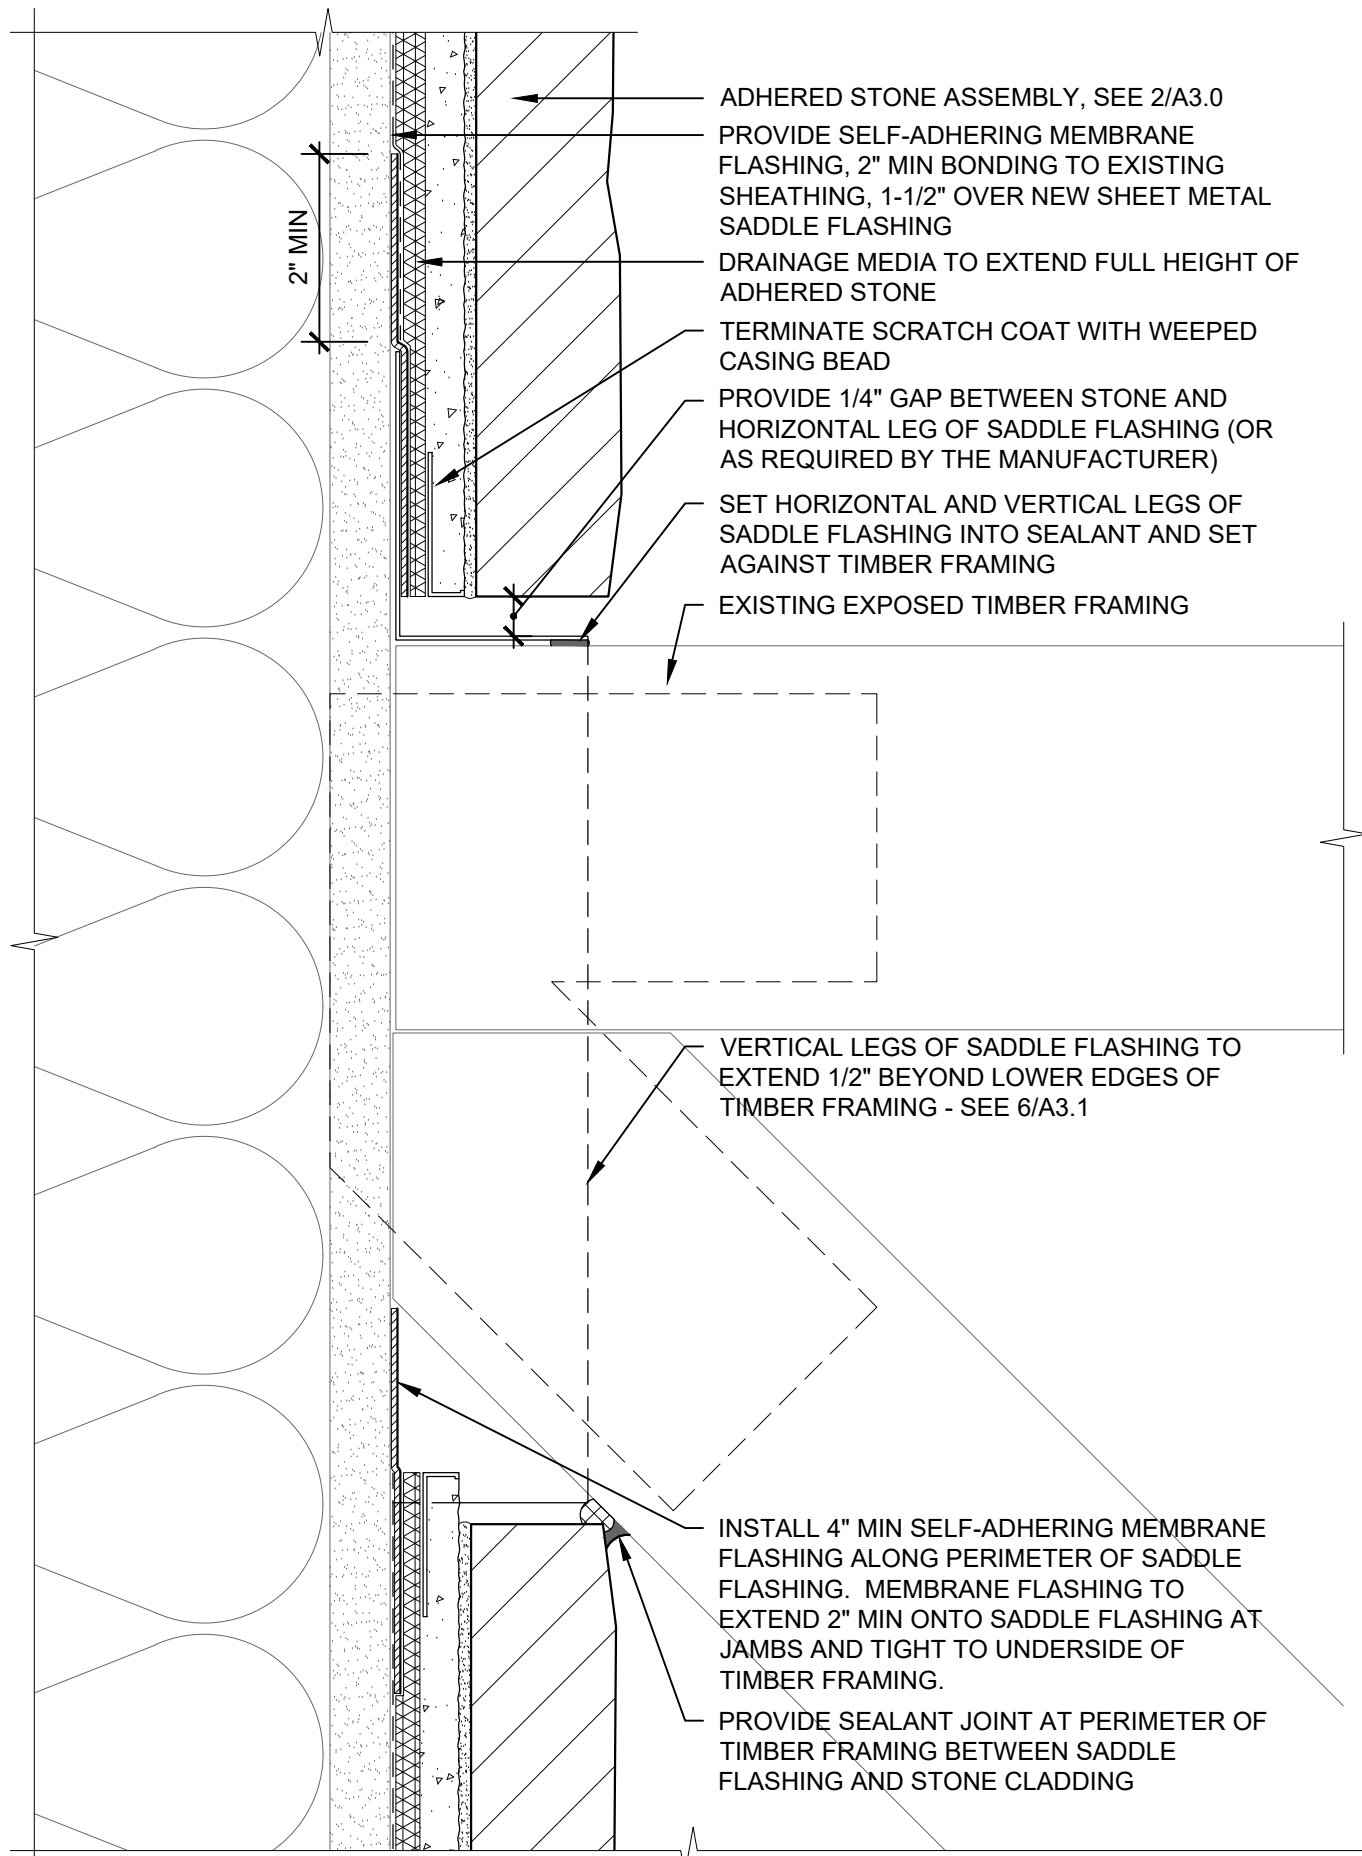 ADHERED STONE ASSEMBLY, SEE 2/A3.0
PROVIDE SELF-ADHERING MEMBRANE
FLASHING, 2" MIN BONDING TO EXISTING
SHEATHING, 1-1/2" OVER NEW SHEET METAL
SADDLE FLASHING
2" MIN
DRAINAGE MEDIA TO EXTEND FULL HEIGHT OF
ADHERED STONE
TERMINATE SCRATCH COAT WITH WEEPED
CASING BEAD
PROVIDE 1/4" GAP BETWEEN STONE AND
HORIZONTAL LEG OF SADDLE FLASHING (OR
AS REQUIRED BY THE MANUFACTURER)
SET HORIZONTAL AND VERTICAL LEGS OF
SADDLE FLASHING INTO SEALANT AND SET
AGAINST TIMBER FRAMING
EXISTING EXPOSED TIMBER FRAMING
VERTICAL LEGS OF SADDLE FLASHING TO
EXTEND 1/2" BEYOND LOWER EDGES OF
TIMBER FRAMING - SEE 6/A3.1
INSTALL 4" MIN SELF-ADHERING MEMBRANE
FLASHING ALONG PERIMETER OF SADDLE
FLASHING.  MEMBRANE FLASHING TO
EXTEND 2" MIN ONTO SADDLE FLASHING AT
JAMBS AND TIGHT TO UNDERSIDE OF
TIMBER FRAMING.
PROVIDE SEALANT JOINT AT PERIMETER OF
TIMBER FRAMING BETWEEN SADDLE
FLASHING AND STONE CLADDING